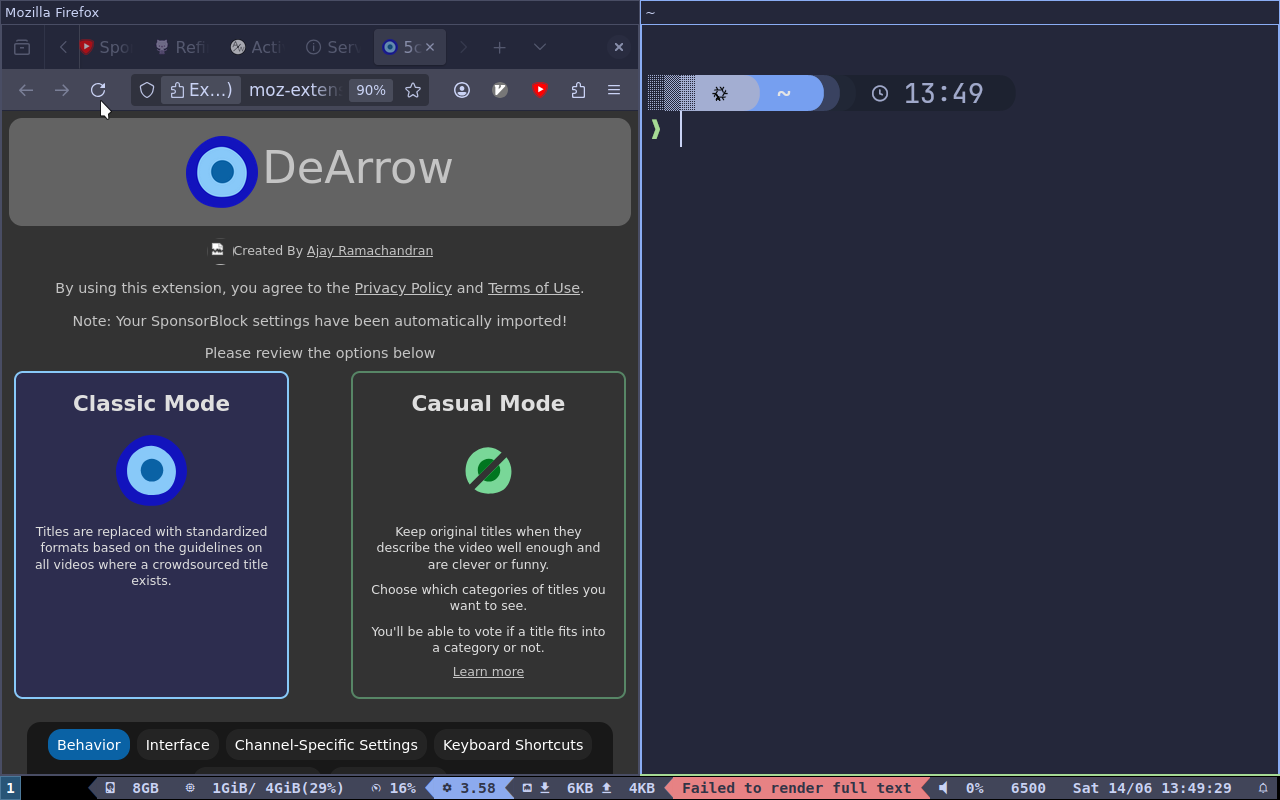 Mozilla Firefox
~
Spo
Refi
Acti
Serv
5c
Ex...)
moz-exten
90%
~
13:49
DeArrow
Created By Ajay Ramachandran
By using this extension, you agree to the Privacy Policy and Terms of Use.
Note: Your SponsorBlock settings have been automatically imported!
Please review the options below
Classic Mode
Titles are replaced with standardized
formats based on the guidelines on
all videos where a crowdsourced title
exists.
Casual Mode
Keep original titles when they
describe the video well enough and
are clever or funny.
Choose which categories of titles you
want to see.
You'll be able to vote if a title fits into
a category or not.
Learn more
Behavior
Interface
Channel-Specific Settings
Keyboard Shortcuts
1
8GB
1GiB/ 4GiB(29%)
16%
3.58
6KB
4KB
Failed to render full text
0%
6500
Sat 14/06 13:49:29